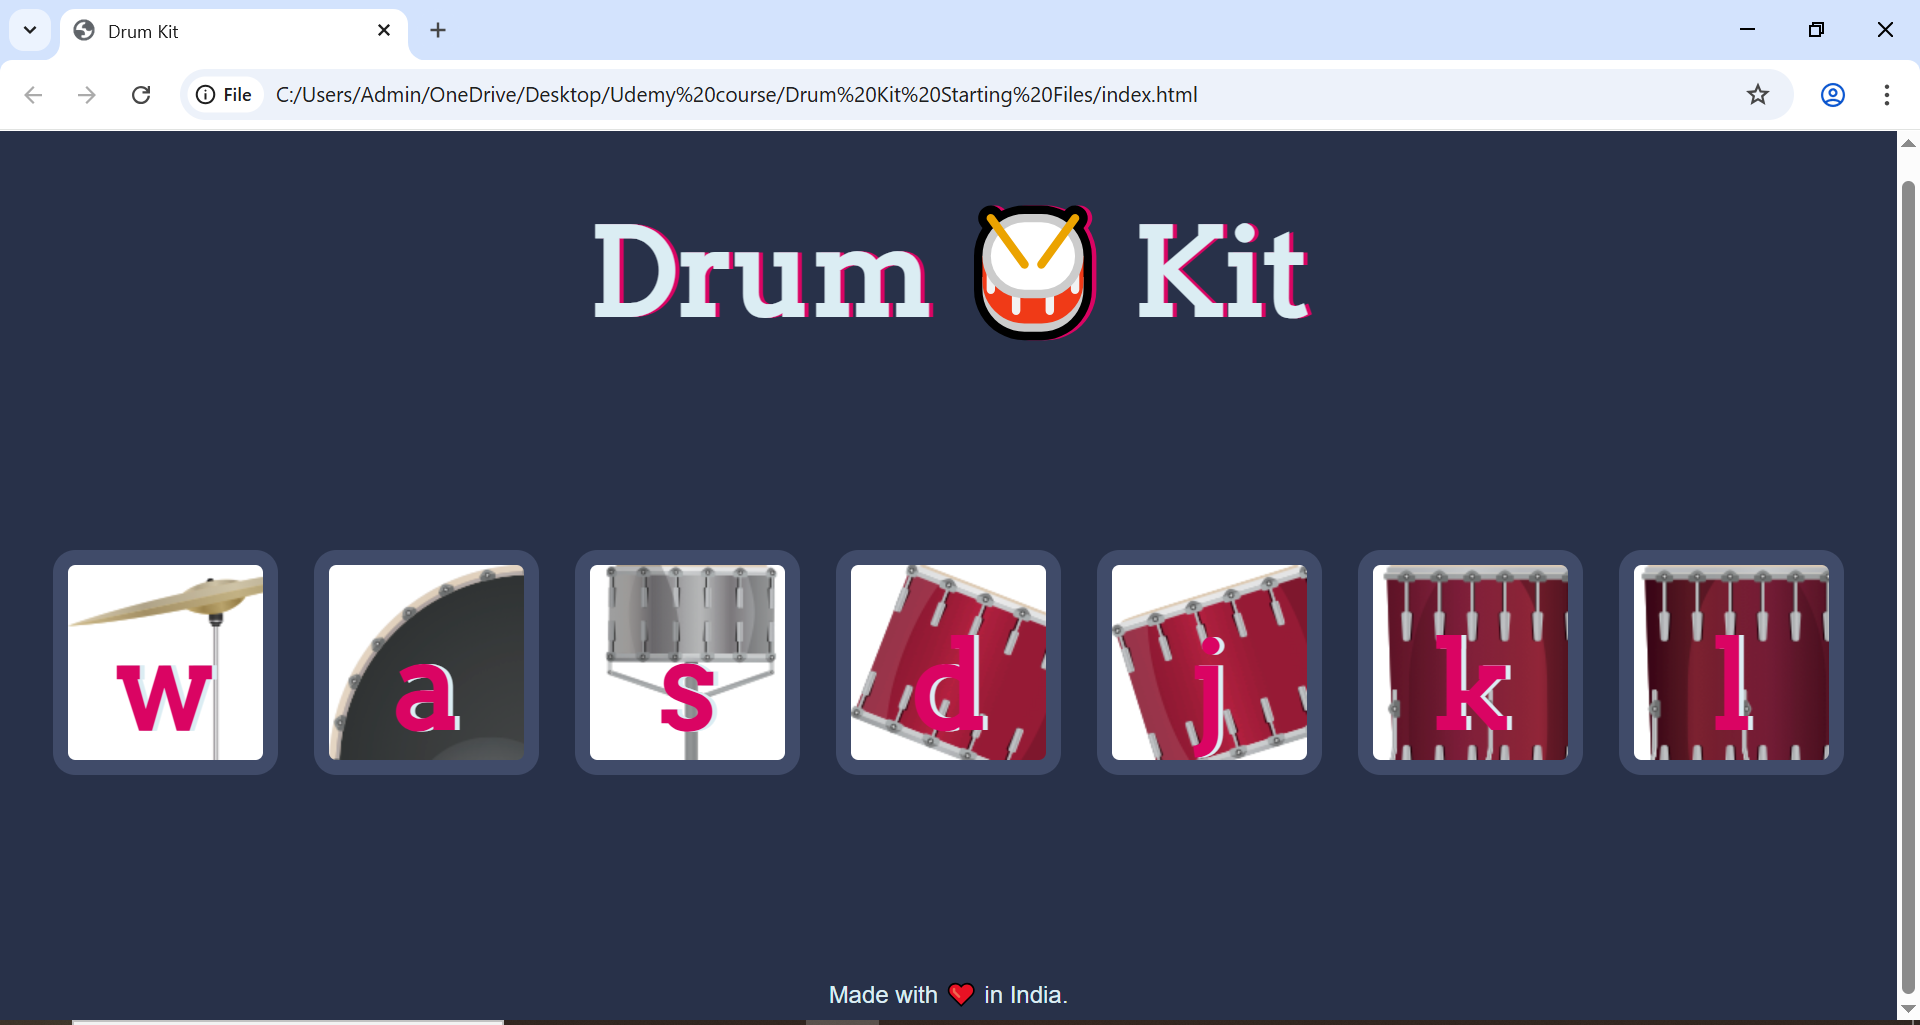 Drum Kit
File C:/Users/Admin/OneDrive/Desktop/Udemy%20course/Drum%20Kit%20Starting%20Files/index.html
Drum 🥁 Kit
w a s d j k l
Made with ❤️ in India.